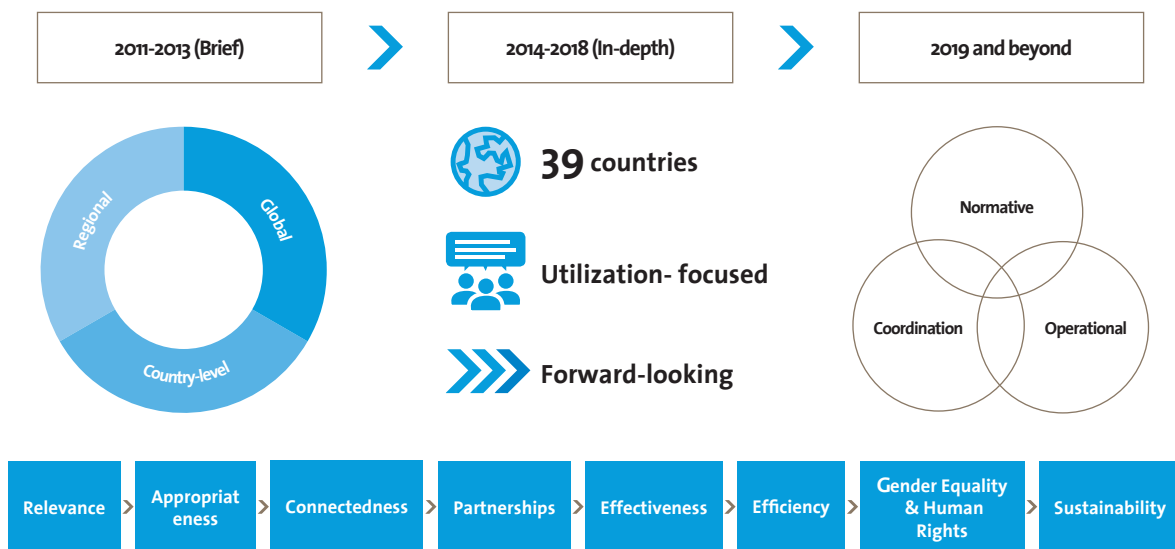 2011-2013 (Brief)
2014-2018 (In-depth)
2019 and beyond
Regional
Global
Country-level
39 countries
Utilization- focused
Forward-looking
Normative
Coordination
Operational
Relevance
Appropriat
eness
Connectedness
Partnerships
Effectiveness
Efficiency
Gender Equality
& Human
Rights
Sustainability